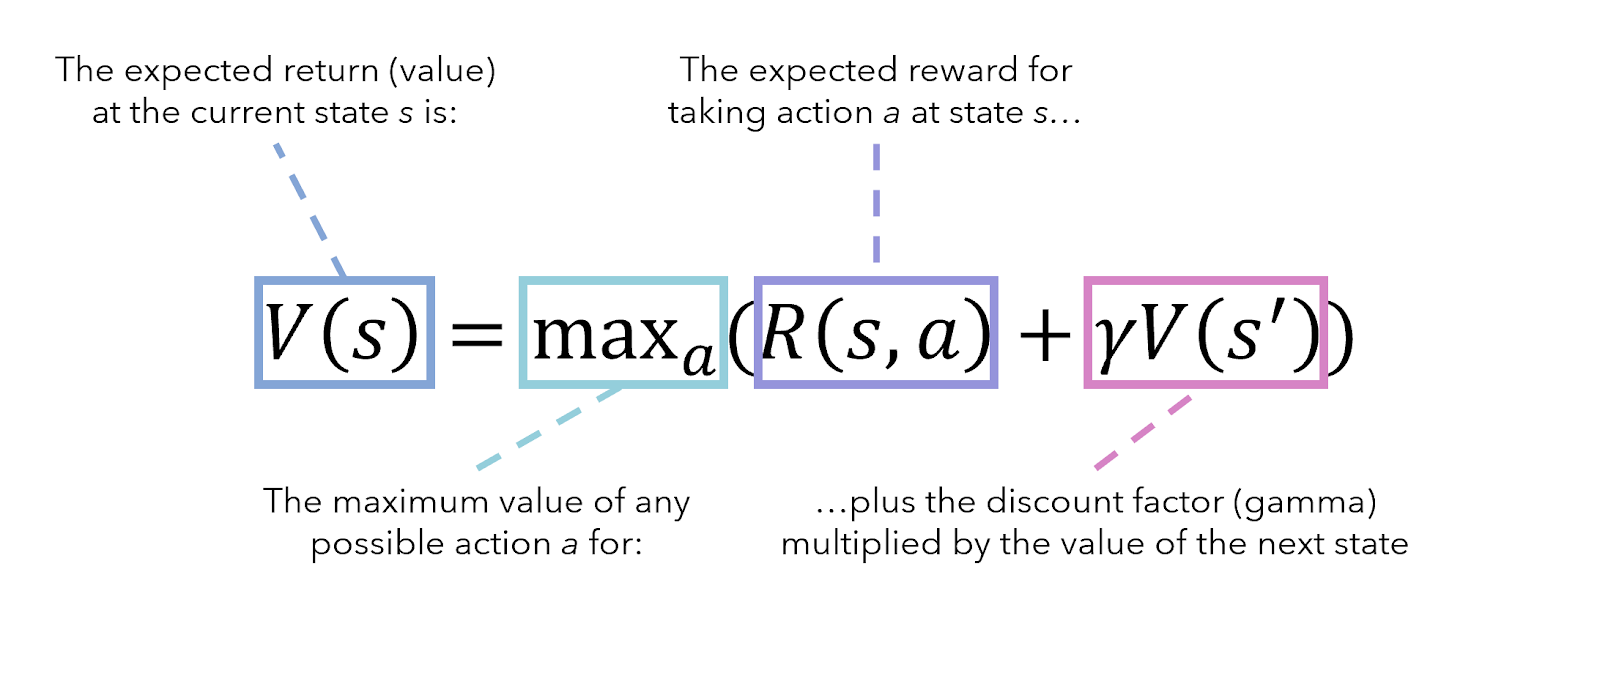 The expected return (value)
at the current state s is:
The expected reward for
taking action a at state s…
V(s) = maxₐ(R(s, a) + γV(s′))
The maximum value of any
possible action a for:
…plus the discount factor (gamma)
multiplied by the value of the next state